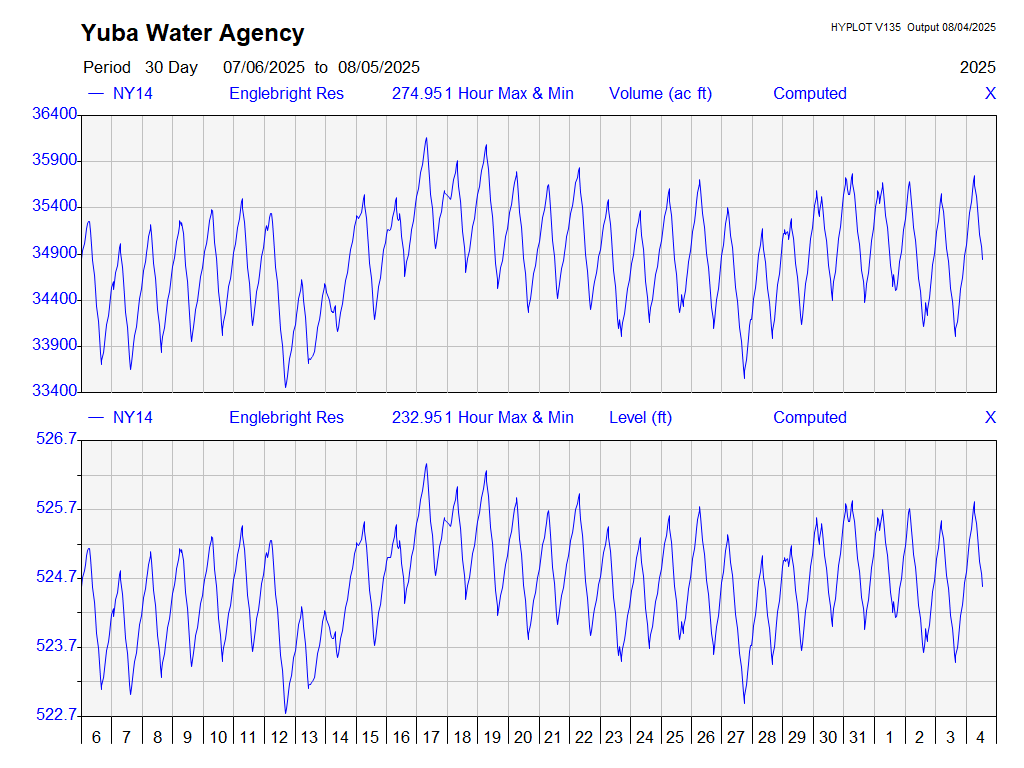 Yuba Water Agency
HYPLOT V135 Output 08/04/2025
Period 30 Day 07/06/2025 to 08/05/2025
2025
NY14 Englebright Res 274.951 Hour Max & Min Volume (ac ft) Computed X
36400
35900
35400
34900
34400
33900
33400
NY14 Englebright Res 232.951 Hour Max & Min Level (ft) Computed X
526.7
525.7
524.7
523.7
522.7
6 7 8 9 10 11 12 13 14 15 16 17 18 19 20 21 22 23 24 25 26 27 28 29 30 31 1 2 3 4